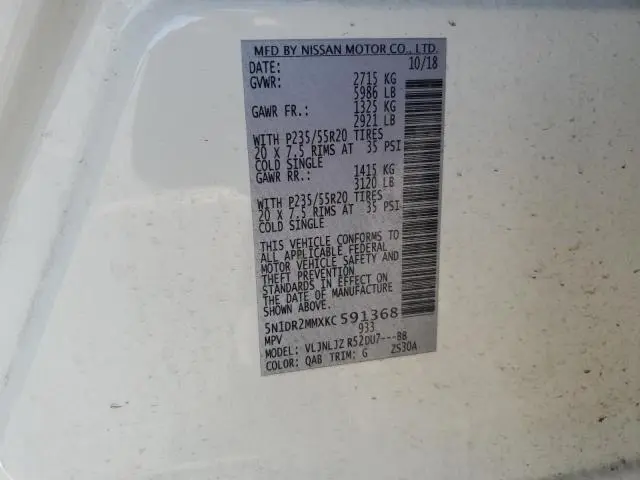 MFD BY NISSAN MOTOR CO., LTD.
DATE: 10/18
GVWR: 2715 KG
5986 LB
GAWR FR.: 1325 KG
2921 LB
WITH P235/55R20 TIRES
20 X 7.5 RIMS AT 35 PSI
COLD SINGLE
GAWR RR.: 1415 KG
3120 LB
WITH P235/55R20 TIRES
20 X 7.5 RIMS AT 35 PSI
COLD SINGLE
THIS VEHICLE CONFORMS TO
ALL APPLICABLE FEDERAL
MOTOR VEHICLE SAFETY AND
THEFT PREVENTION
STANDARDS IN EFFECT ON
THE DATE OF MANUFACTURE
SHOWN ABOVE.
5N1DR2MMXKC591368
MPV 933
MODEL: VLJNLJZ R52DU7---BB
COLOR: QAB TRIM: G ZS30A